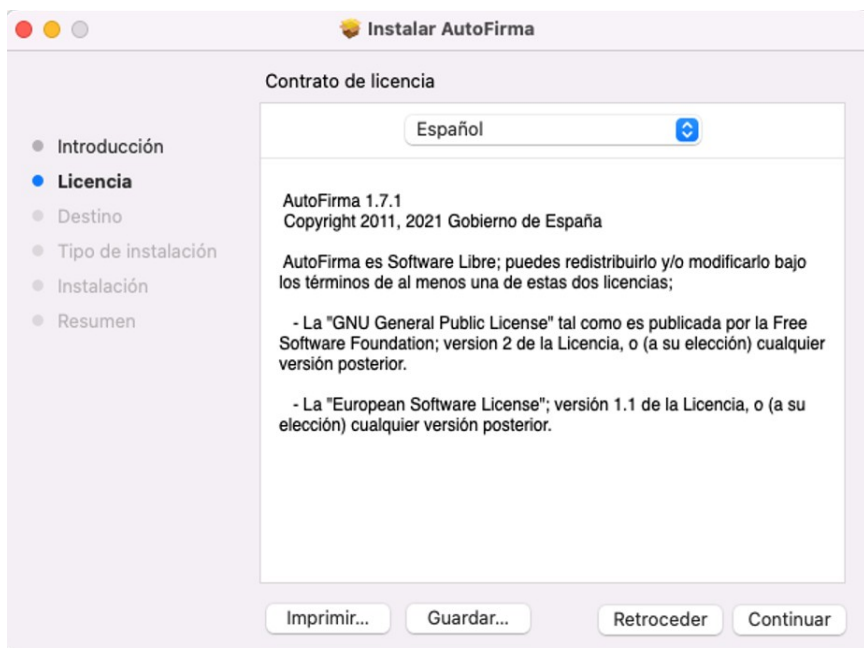 Instalar AutoFirma
Contrato de licencia
Introducción
Licencia
Destino
Tipo de instalación
Instalación
Resumen
Español
AutoFirma 1.7.1
Copyright 2011, 2021 Gobierno de España
AutoFirma es Software Libre; puedes redistribuirlo y/o modificarlo bajo
los términos de al menos una de estas dos licencias;
- La "GNU General Public License" tal como es publicada por la Free
Software Foundation; version 2 de la Licencia, o (a su elección) cualquier
versión posterior.
- La "European Software License"; versión 1.1 de la Licencia, o (a su
elección) cualquier versión posterior.
Imprimir...
Guardar...
Retroceder
Continuar